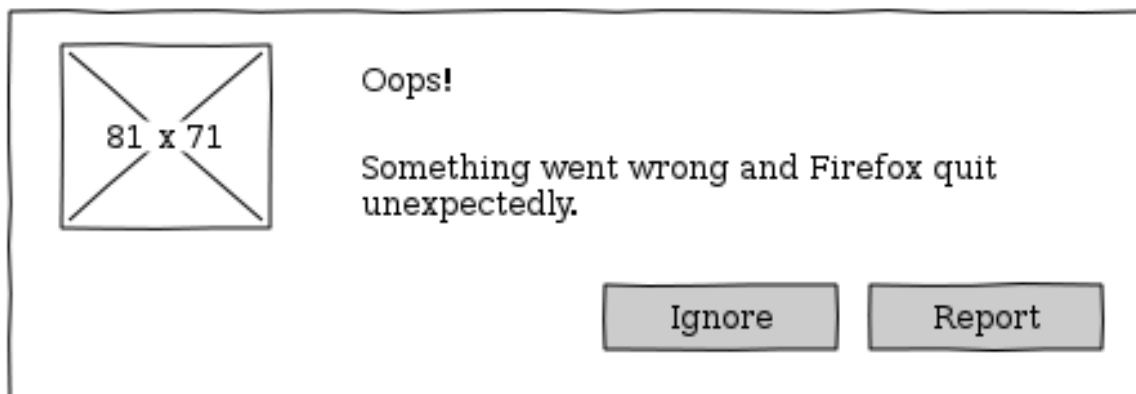 81 x 71
Oops!
Something went wrong and Firefox quit
unexpectedly.
Ignore
Report